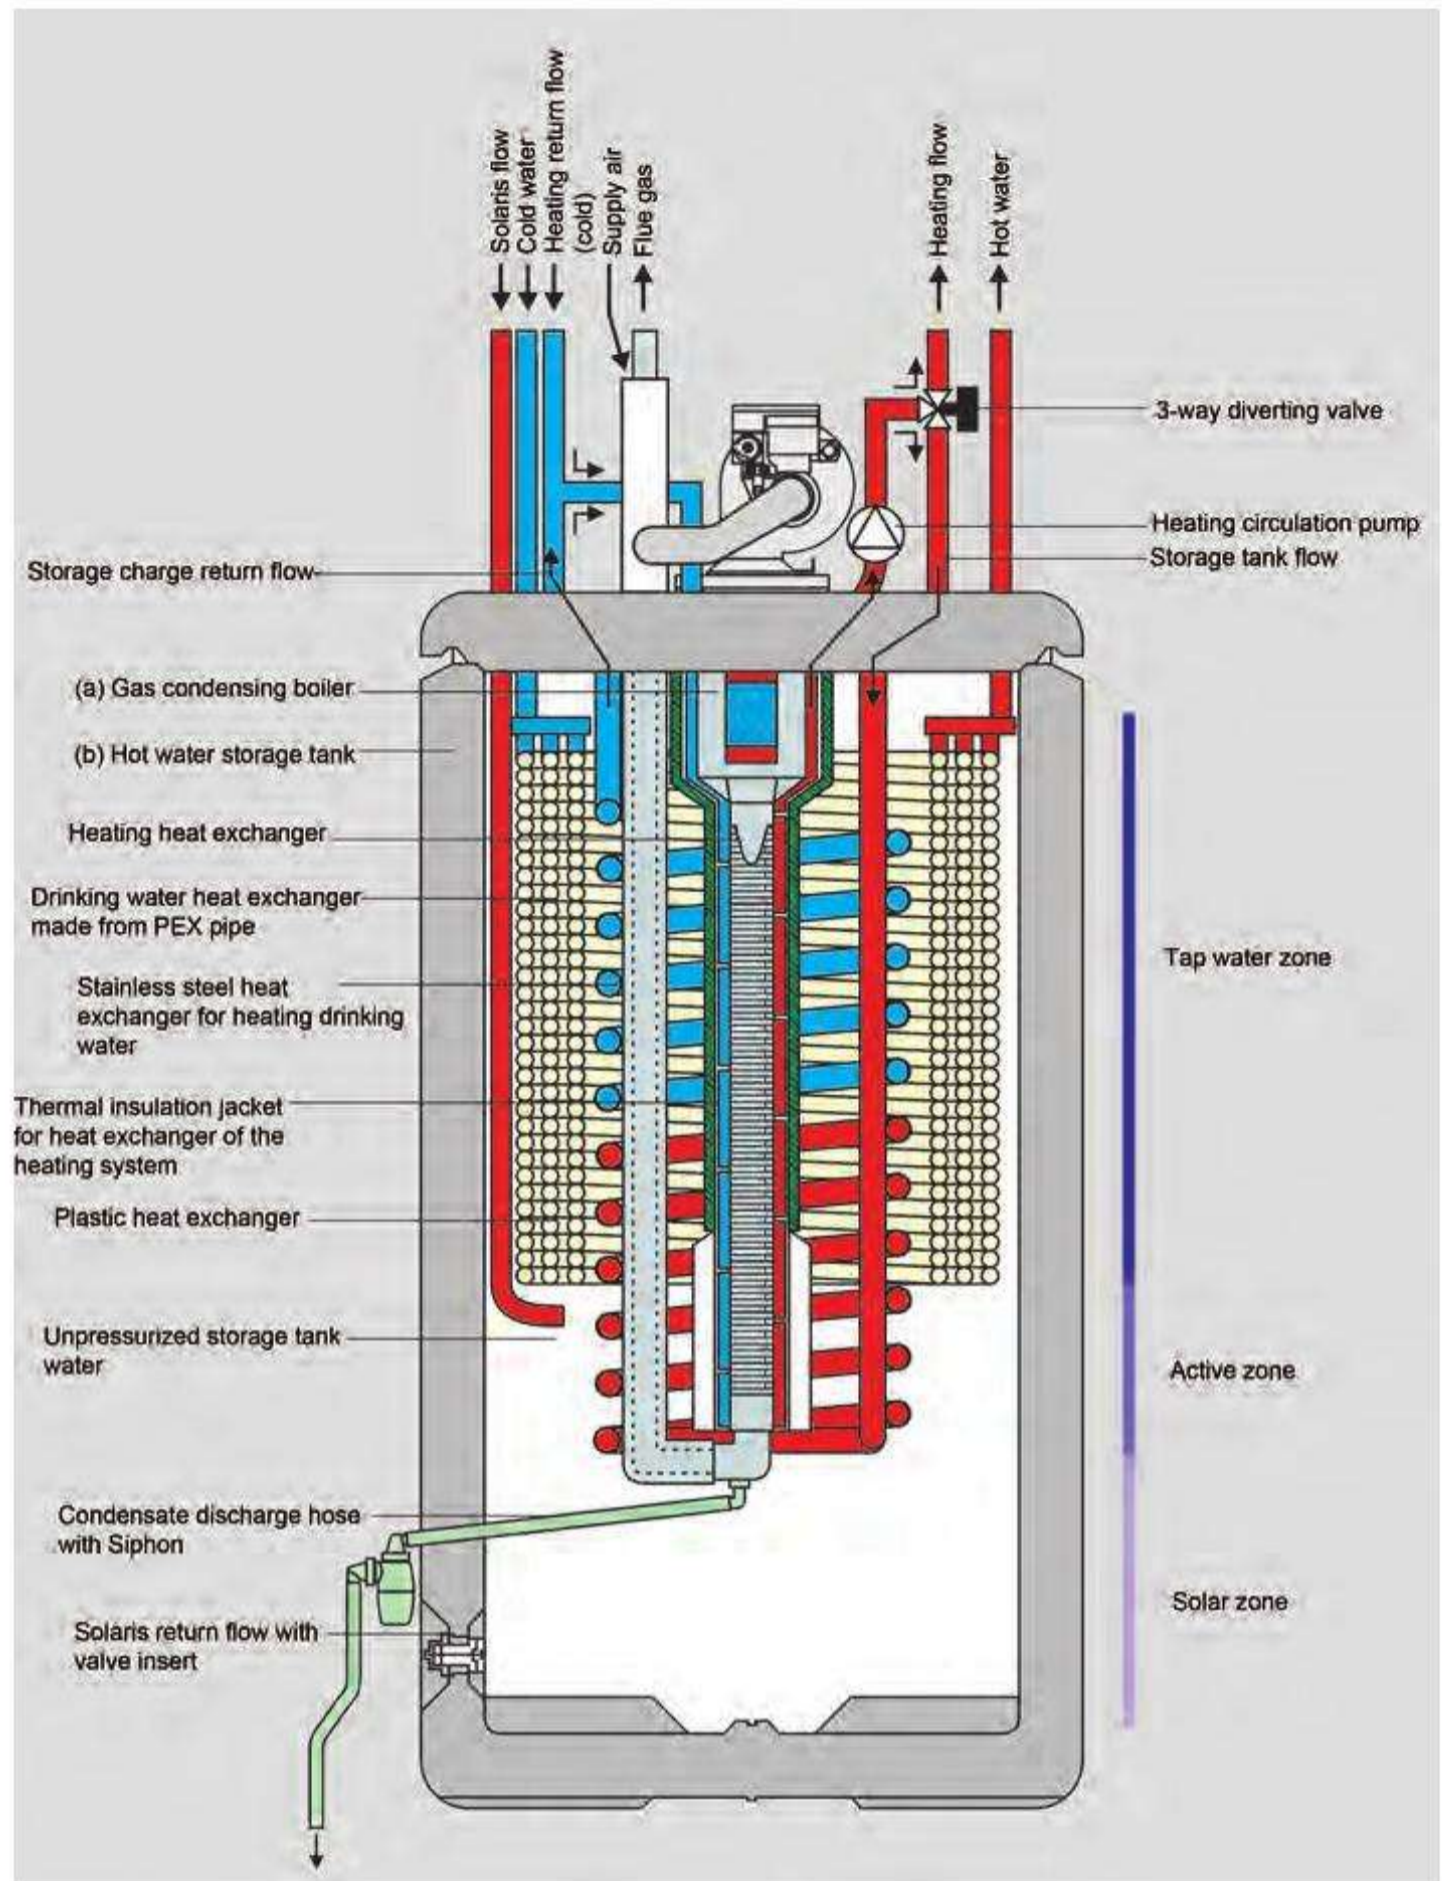 Solaris flow
Cold water
Heating return flow
(cold)
Supply air
Flue gas
Heating flow
Hot water
3-way diverting valve
Heating circulation pump
Storage tank flow
Storage charge return flow
(a) Gas condensing boiler
(b) Hot water storage tank
Heating heat exchanger
Drinking water heat exchanger
made from PEX pipe
Stainless steel heat
exchanger for heating drinking
water
Thermal insulation jacket
for heat exchanger of the
heating system
Plastic heat exchanger
Unpressurized storage tank
water
Condensate discharge hose
with Siphon
Solaris return flow with
valve insert
Tap water zone
Active zone
Solar zone